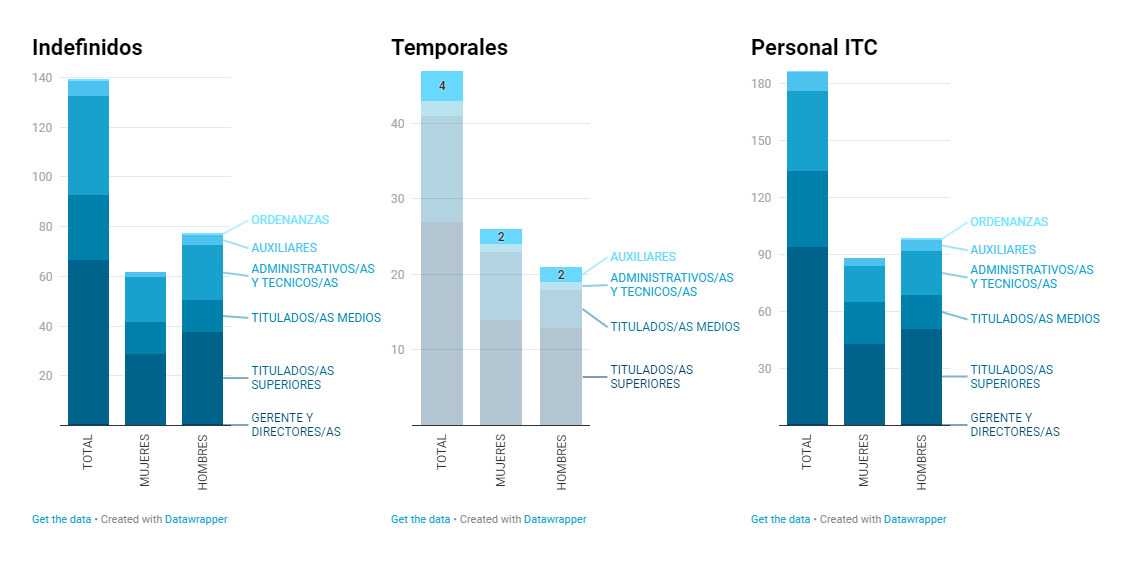 Indefinidos
140
120
100
80
60
40
20
ORDENANZAS
AUXILIARES
ADMINISTRATIVOS/AS
Y TECNICOS/AS
TITULADOS/AS MEDIOS
TITULADOS/AS
SUPERIORES
GERENTE Y
DIRECTORES/AS
TOTAL
MUJERES
HOMBRES
Get the data • Created with Datawrapper
Temporales
40
30
20
10
4
2
2
AUXILIARES
ADMINISTRATIVOS/AS
Y TECNICOS/AS
TITULADOS/AS MEDIOS
TITULADOS/AS
SUPERIORES
TOTAL
MUJERES
HOMBRES
Get the data • Created with Datawrapper
Personal ITC
180
150
120
90
60
30
ORDENANZAS
AUXILIARES
ADMINISTRATIVOS/AS
Y TECNICOS/AS
TITULADOS/AS MEDIOS
TITULADOS/AS
SUPERIORES
GERENTE Y
DIRECTORES/AS
TOTAL
MUJERES
HOMBRES
Get the data • Created with Datawrapper